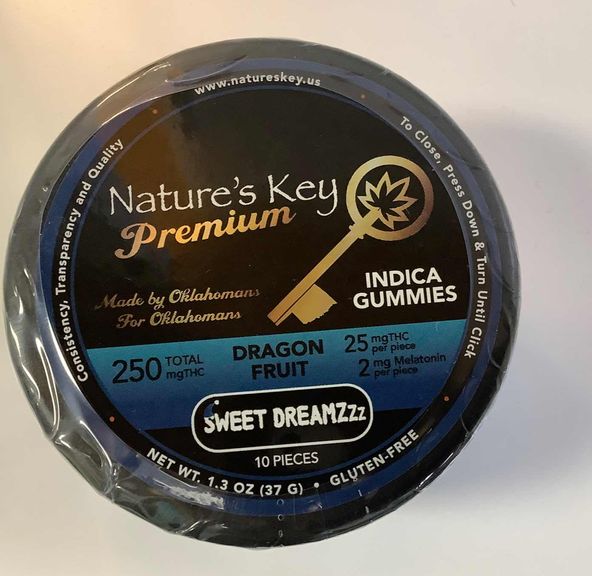 www.natureskey.us
Consistency, Transparency and Quality
To Close, Press Down & Turn Until Click
Nature's Key
Premium
Made by Oklahomans
For Oklahomans
INDICA
GUMMIES
250 TOTAL
mgTHC
DRAGON
FRUIT
25 mgTHC
per piece
2 mg Melatonin
per piece
SWEET DREAMZZz
10 PIECES
NET WT. 1.3 OZ (37 G) • GLUTEN-FREE